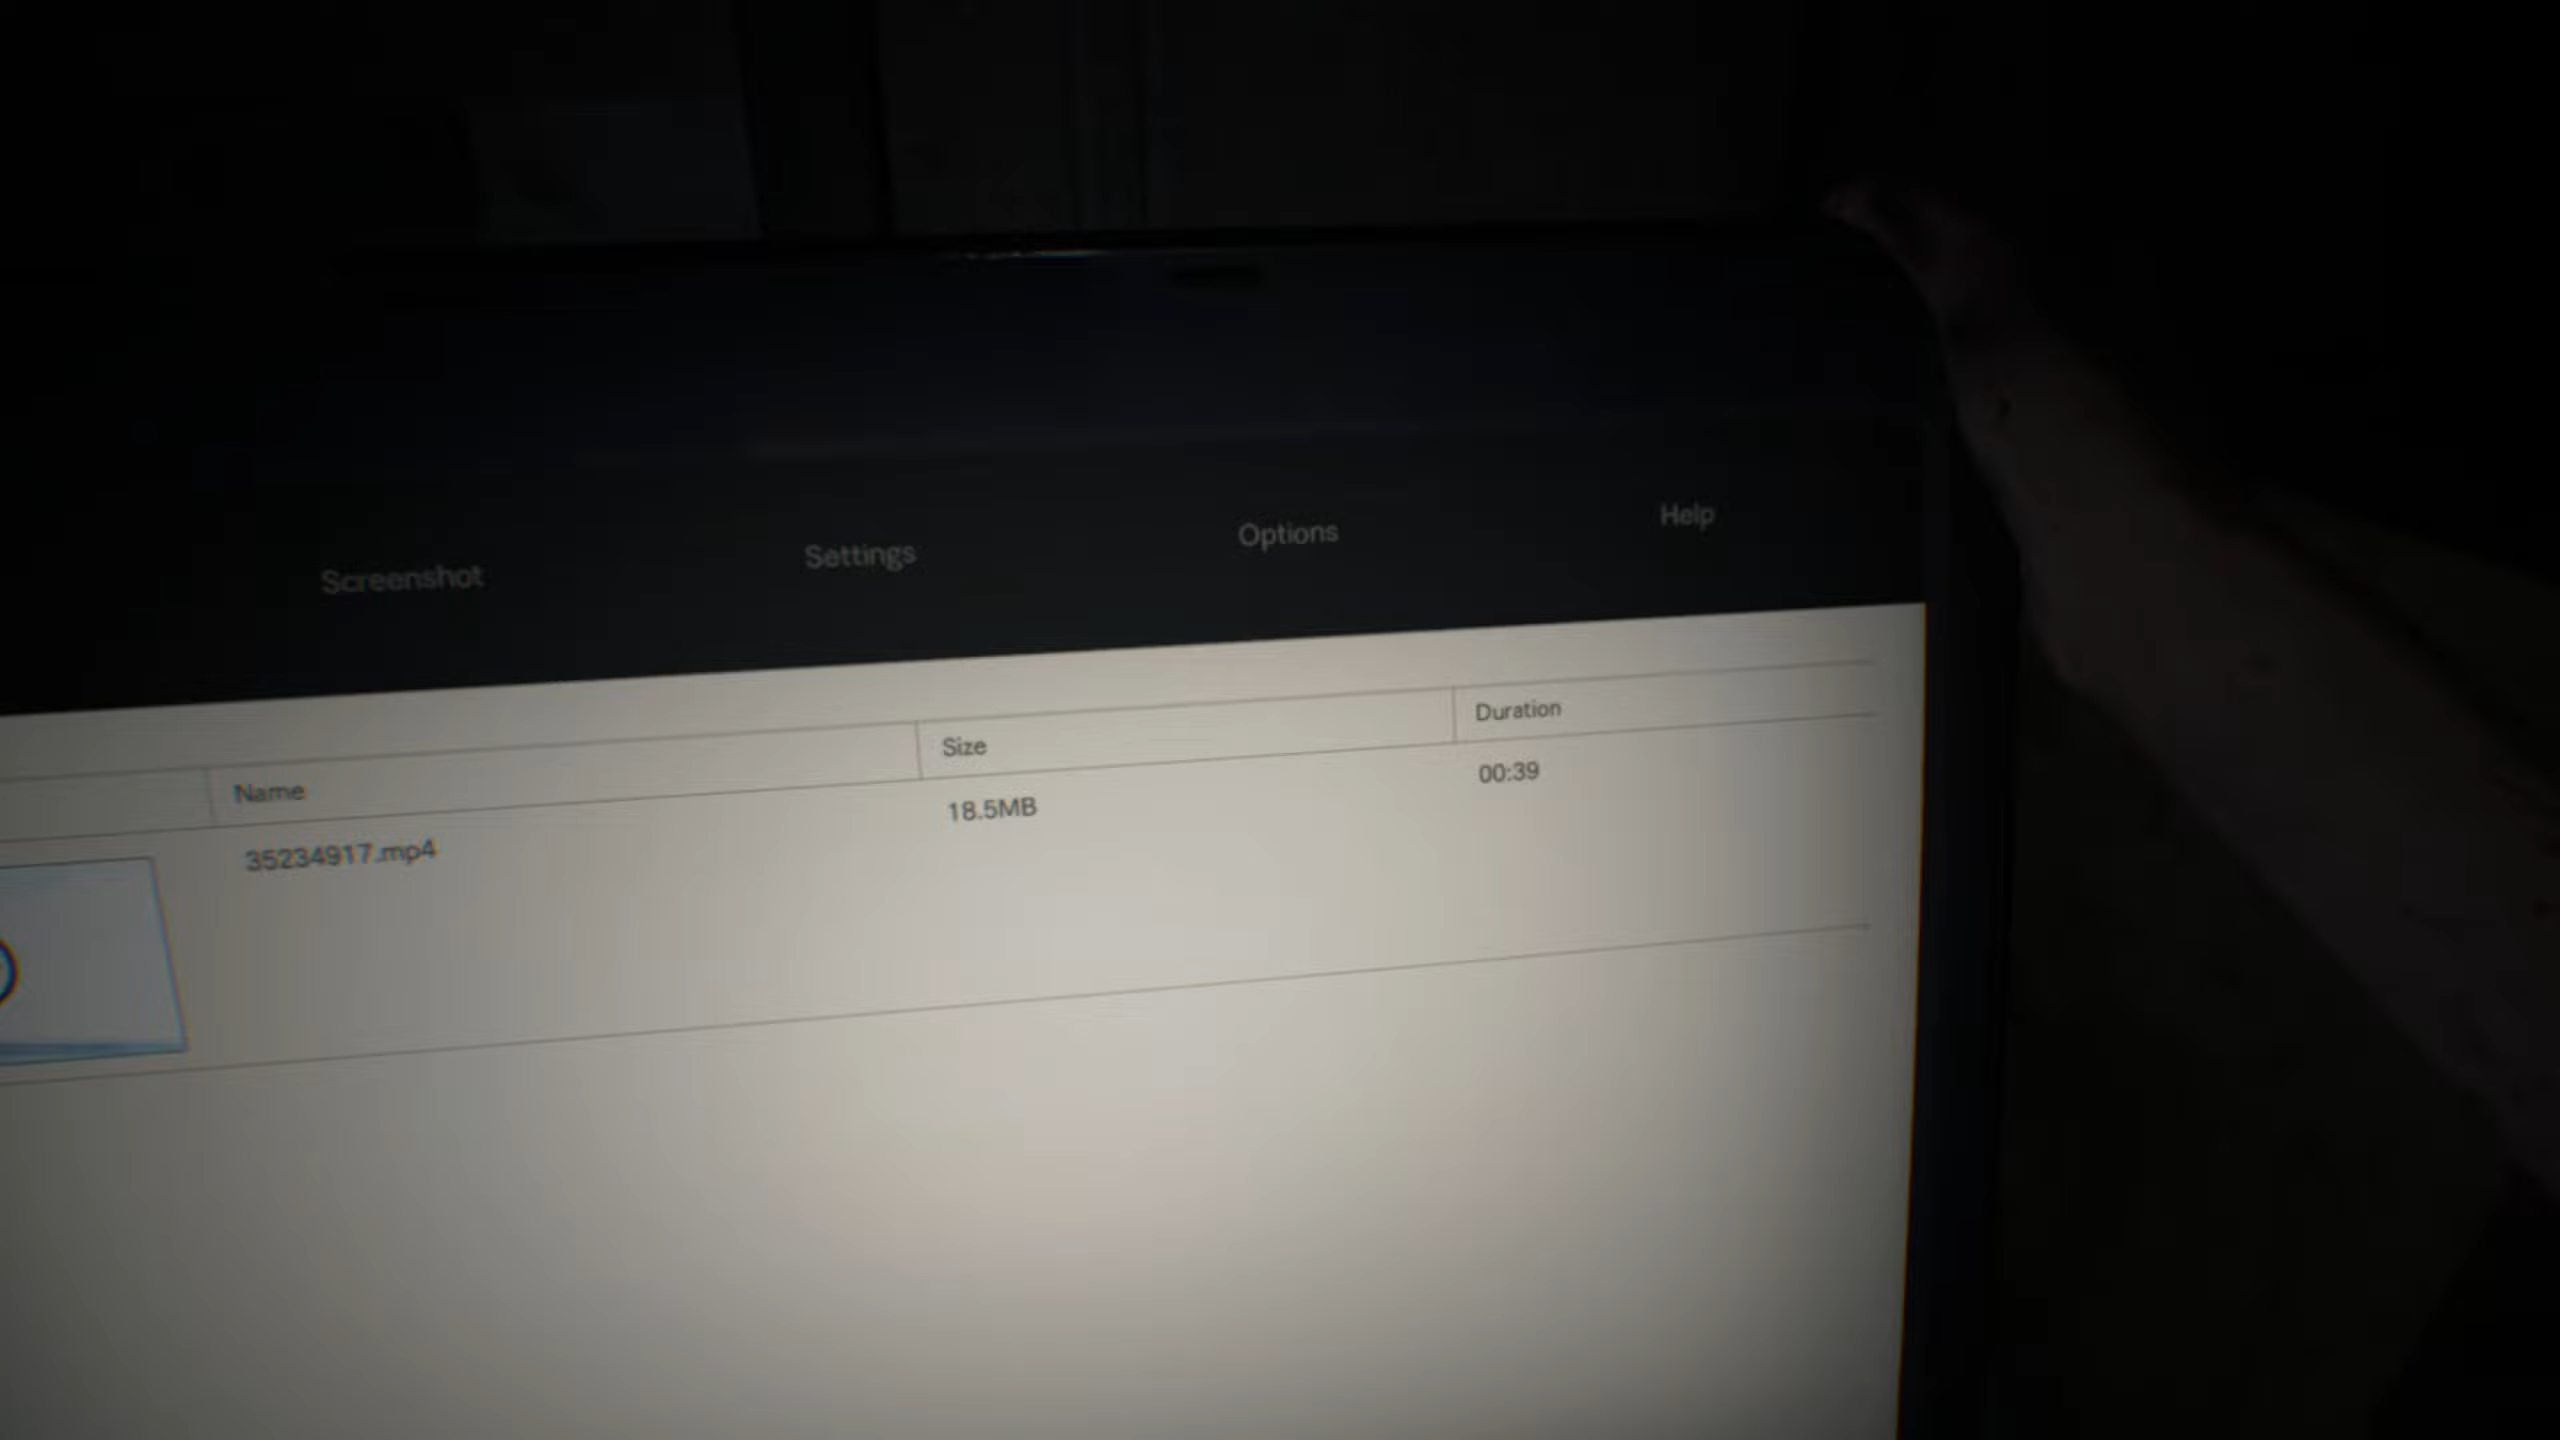 Screenshot Settings Options Help
Name Size Duration
35234917.mp4 18.5MB 00:39